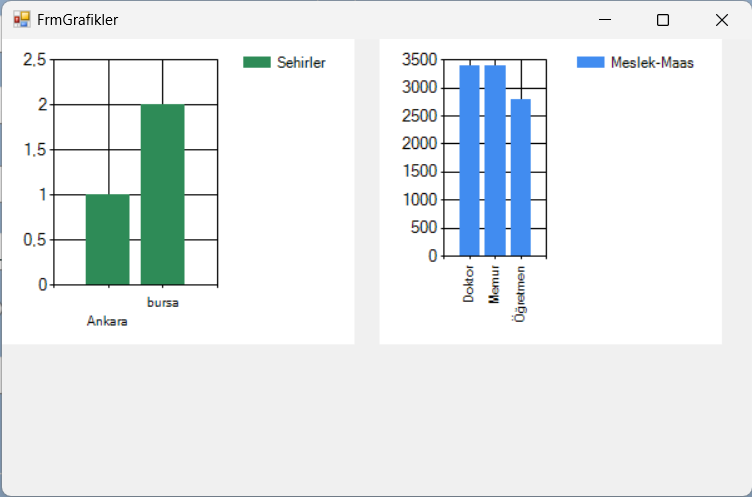 FrmGrafikler
2,5
2
1,5
1
0,5
0
bursa
Ankara
Sehirler
3500
3000
2500
2000
1500
1000
500
0
Doktor
Memur
Öğretmen
Meslek-Maas